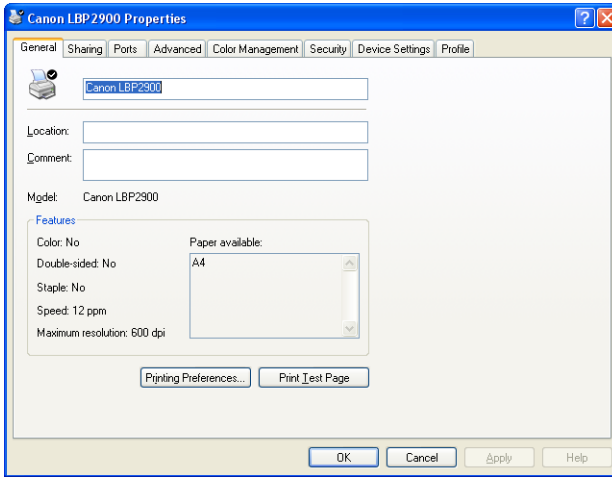 Canon LBP2900 Properties
General Sharing Ports Advanced Color Management Security Device Settings Profile
Canon LBP2900
Location:
Comment:
Model: Canon LBP2900
Features
Color: No Paper available:
Double-sided: No A4
Staple: No
Speed: 12 ppm
Maximum resolution: 600 dpi
Printing Preferences... Print Test Page
OK Cancel Apply Help